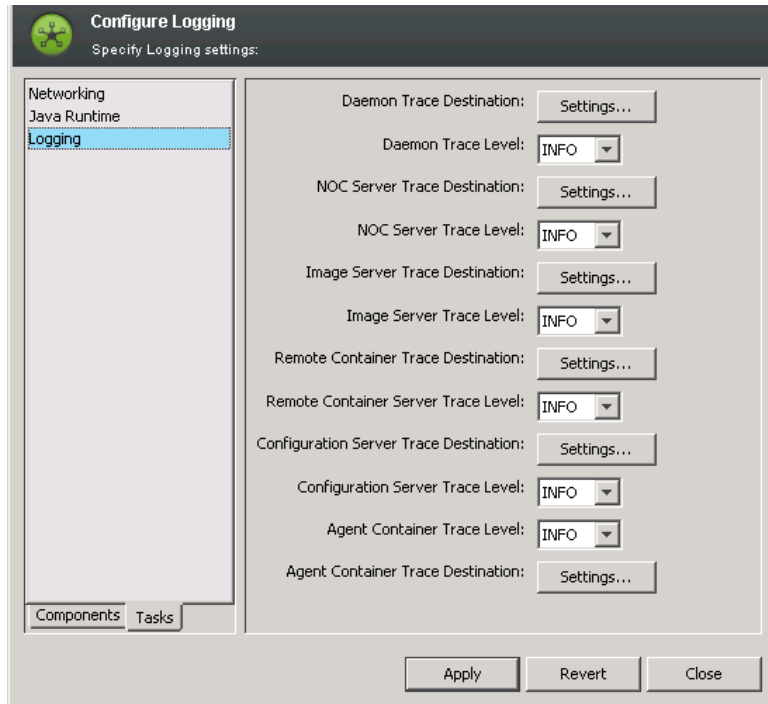 Configure Logging
Specify Logging settings:
Networking
Java Runtime
Logging
Components
Tasks
Daemon Trace Destination: Settings...
Daemon Trace Level: INFO
NOC Server Trace Destination: Settings...
NOC Server Trace Level: INFO
Image Server Trace Destination: Settings...
Image Server Trace Level: INFO
Remote Container Trace Destination: Settings...
Remote Container Server Trace Level: INFO
Configuration Server Trace Destination: Settings...
Configuration Server Trace Level: INFO
Agent Container Trace Level: INFO
Agent Container Trace Destination: Settings...
Apply Revert Close